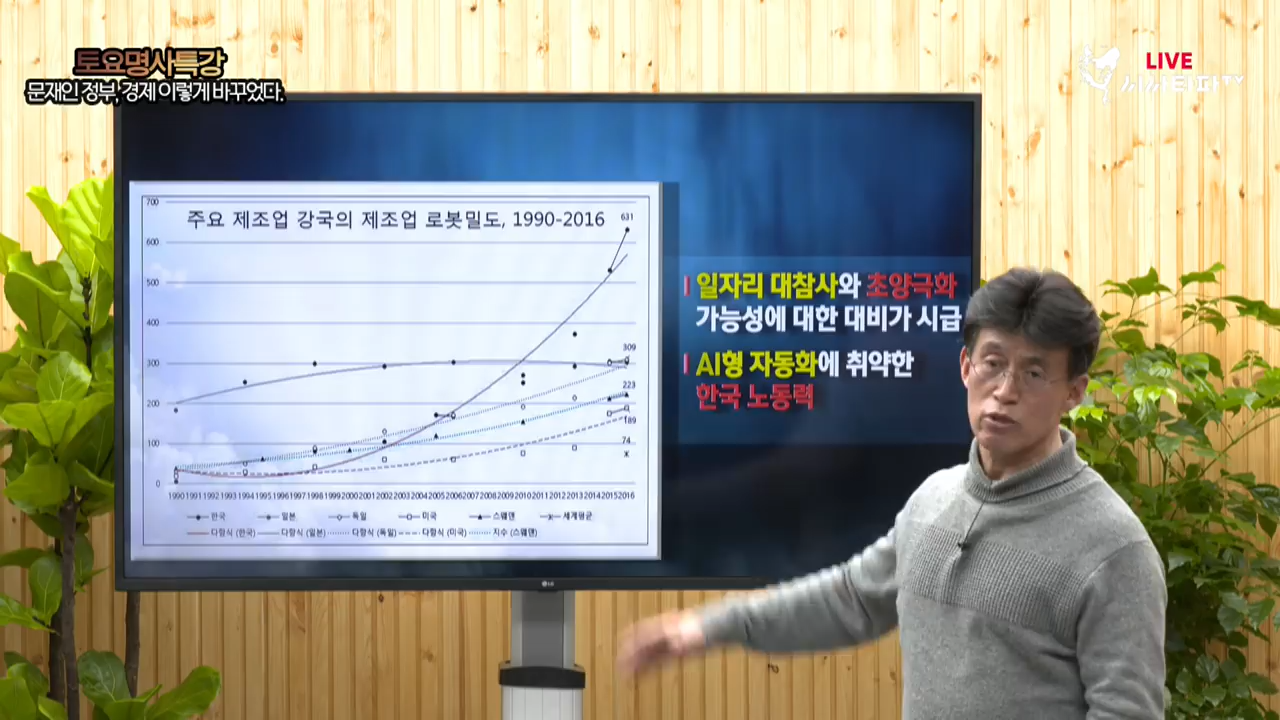 토요명사특강
문재인 정부, 경제 이렇게 바꾸었다.
LIVE
씨싸타파TV
주요 제조업 강국의 제조업 로봇밀도, 1990-2016
700
600
500
400
300
200
100
0
631
309
223
189
74
1990 1991 1992 1993 1994 1995 1996 1997 1998 1999 2000 2001 2002 2003 2004 2005 2006 2007 2008 2009 2010 2011 2012 2013 2014 2015 2016
한국 일본 독일 미국 스웨덴 세계평균
다항식 (한국) 다항식 (일본) 다항식 (독일) 다항식 (미국) 지수 (스웨덴)
일자리 대참사와 초양극화
가능성에 대한 대비가 시급
AI형 자동화에 취약한
한국 노동력
LG